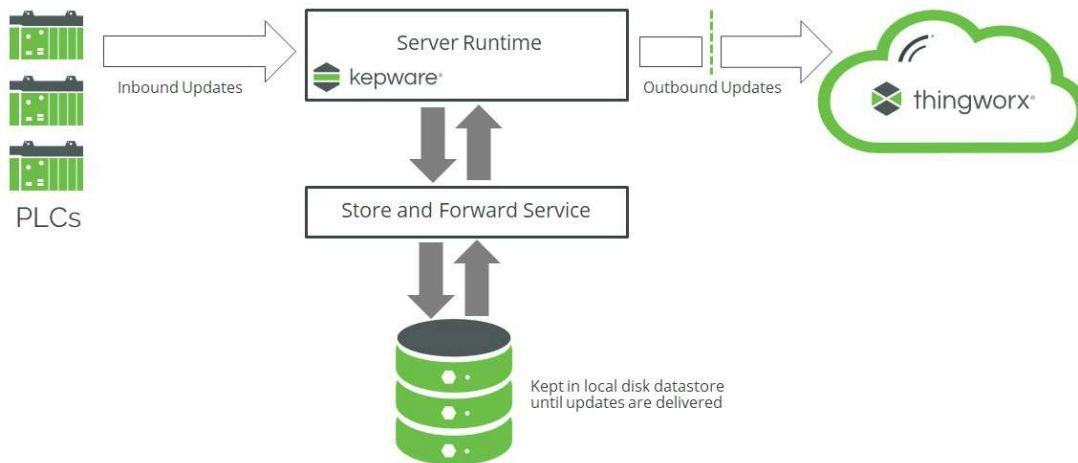 Server Runtime
kepware®
Inbound Updates
Outbound Updates
thingworx®
PLCs
Store and Forward Service
Kept in local disk datastore
until updates are delivered